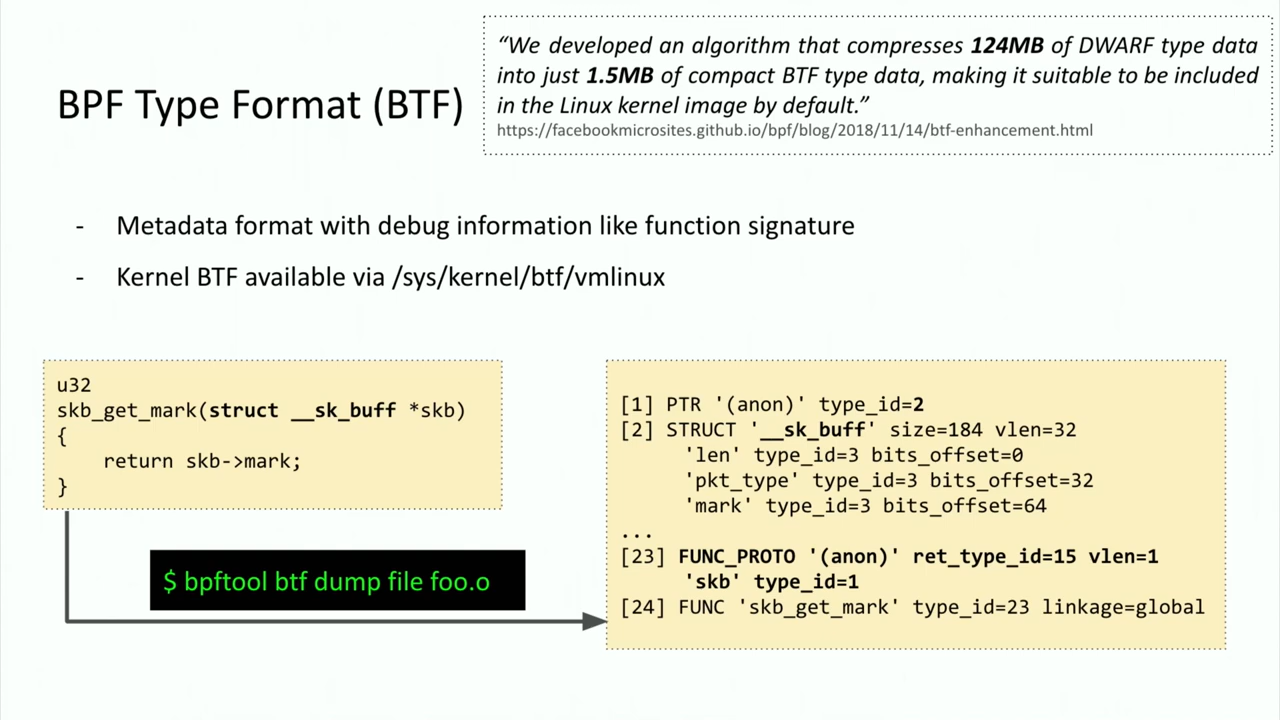 BPF Type Format (BTF)
“We developed an algorithm that compresses 124MB of DWARF type data
into just 1.5MB of compact BTF type data, making it suitable to be included
in the Linux kernel image by default.”
https://facebookmicrosites.github.io/bpf/blog/2018/11/14/btf-enhancement.html
- Metadata format with debug information like function signature
- Kernel BTF available via /sys/kernel/btf/vmlinux
u32
skb_get_mark(struct __sk_buff *skb)
{
    return skb->mark;
}
$ bpftool btf dump file foo.o
[1] PTR '(anon)' type_id=2
[2] STRUCT '__sk_buff' size=184 vlen=32
    'len' type_id=3 bits_offset=0
    'pkt_type' type_id=3 bits_offset=32
    'mark' type_id=3 bits_offset=64
...
[23] FUNC_PROTO '(anon)' ret_type_id=15 vlen=1
    'skb' type_id=1
[24] FUNC 'skb_get_mark' type_id=23 linkage=global